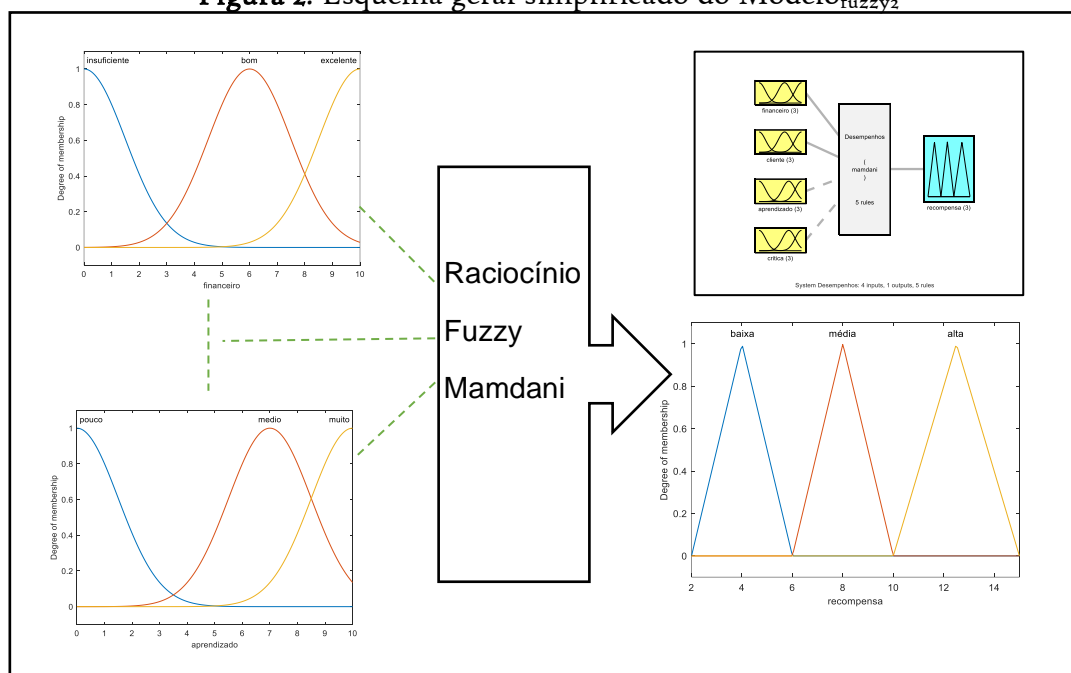 Figura 2. Esquema geral simplificado do Modelo fuzzy2
insuficiente bom excelente
1
0.8
0.6
0.4
0.2
0
Degree of membership
0 1 2 3 4 5 6 7 8 9 10
financeiro
pouco medio muito
1
0.8
0.6
0.4
0.2
0
Degree of membership
0 1 2 3 4 5 6 7 8 9 10
aprendizado
Raciocínio
Fuzzy
Mamdani
financeiro (3)
cliente (3)
aprendizado (3)
critica (3)
Desempenhos
(
mamdani
)
5 rules
recompensa (3)
System Desempenhos: 4 inputs, 1 outputs, 5 rules
baixa média alta
1
0.8
0.6
0.4
0.2
0
Degree of membership
2 4 6 8 10 12 14
recompensa